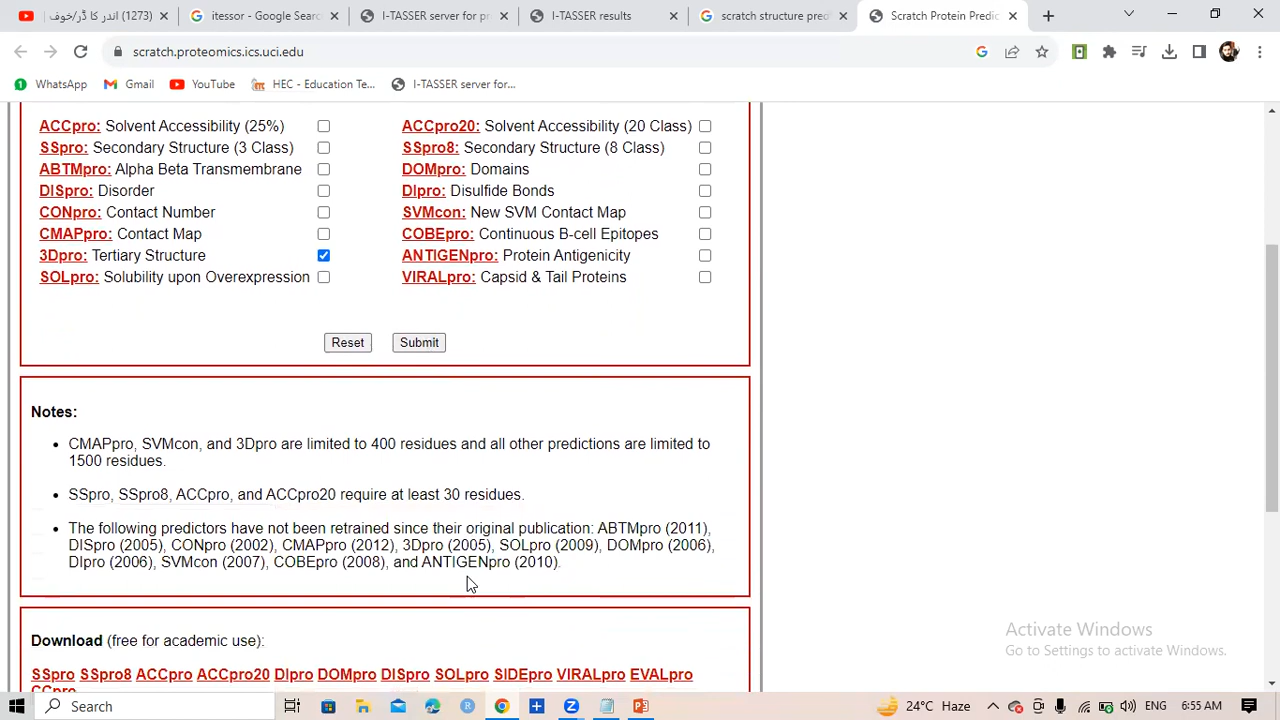 (1273) اندر کا ڈر/خوف
itessor - Google Searc
I-TASSER server for pr
I-TASSER results
scratch structure pred
Scratch Protein Predic
scratch.proteomics.ics.uci.edu
WhatsApp
Gmail
YouTube
HEC - Education Te...
I-TASSER server for...
ACCpro: Solvent Accessibility (25%)
ACCpro20: Solvent Accessibility (20 Class)
SSpro: Secondary Structure (3 Class)
SSpro8: Secondary Structure (8 Class)
ABTMpro: Alpha Beta Transmembrane
DOMpro: Domains
DISpro: Disorder
DIpro: Disulfide Bonds
CONpro: Contact Number
SVMcon: New SVM Contact Map
CMAPpro: Contact Map
COBEpro: Continuous B-cell Epitopes
3Dpro: Tertiary Structure
ANTIGENpro: Protein Antigenicity
SOLpro: Solubility upon Overexpression
VIRALpro: Capsid & Tail Proteins
Reset
Submit
Notes:
CMAPpro, SVMcon, and 3Dpro are limited to 400 residues and all other predictions are limited to
1500 residues.
SSpro, SSpro8, ACCpro, and ACCpro20 require at least 30 residues.
The following predictors have not been retrained since their original publication: ABTMpro (2011),
DISpro (2005), CONpro (2002), CMAPpro (2012), 3Dpro (2005), SOLpro (2009), DOMpro (2006),
DIpro (2006), SVMcon (2007), COBEpro (2008), and ANTIGENpro (2010).
Download (free for academic use):
SSpro SSpro8 ACCpro ACCpro20 DIpro DOMpro DISpro SOLpro SIDEpro VIRALpro EVALpro
CCpro
Activate Windows
Go to Settings to activate Windows.
Search
24°C Haze
6:55 AM